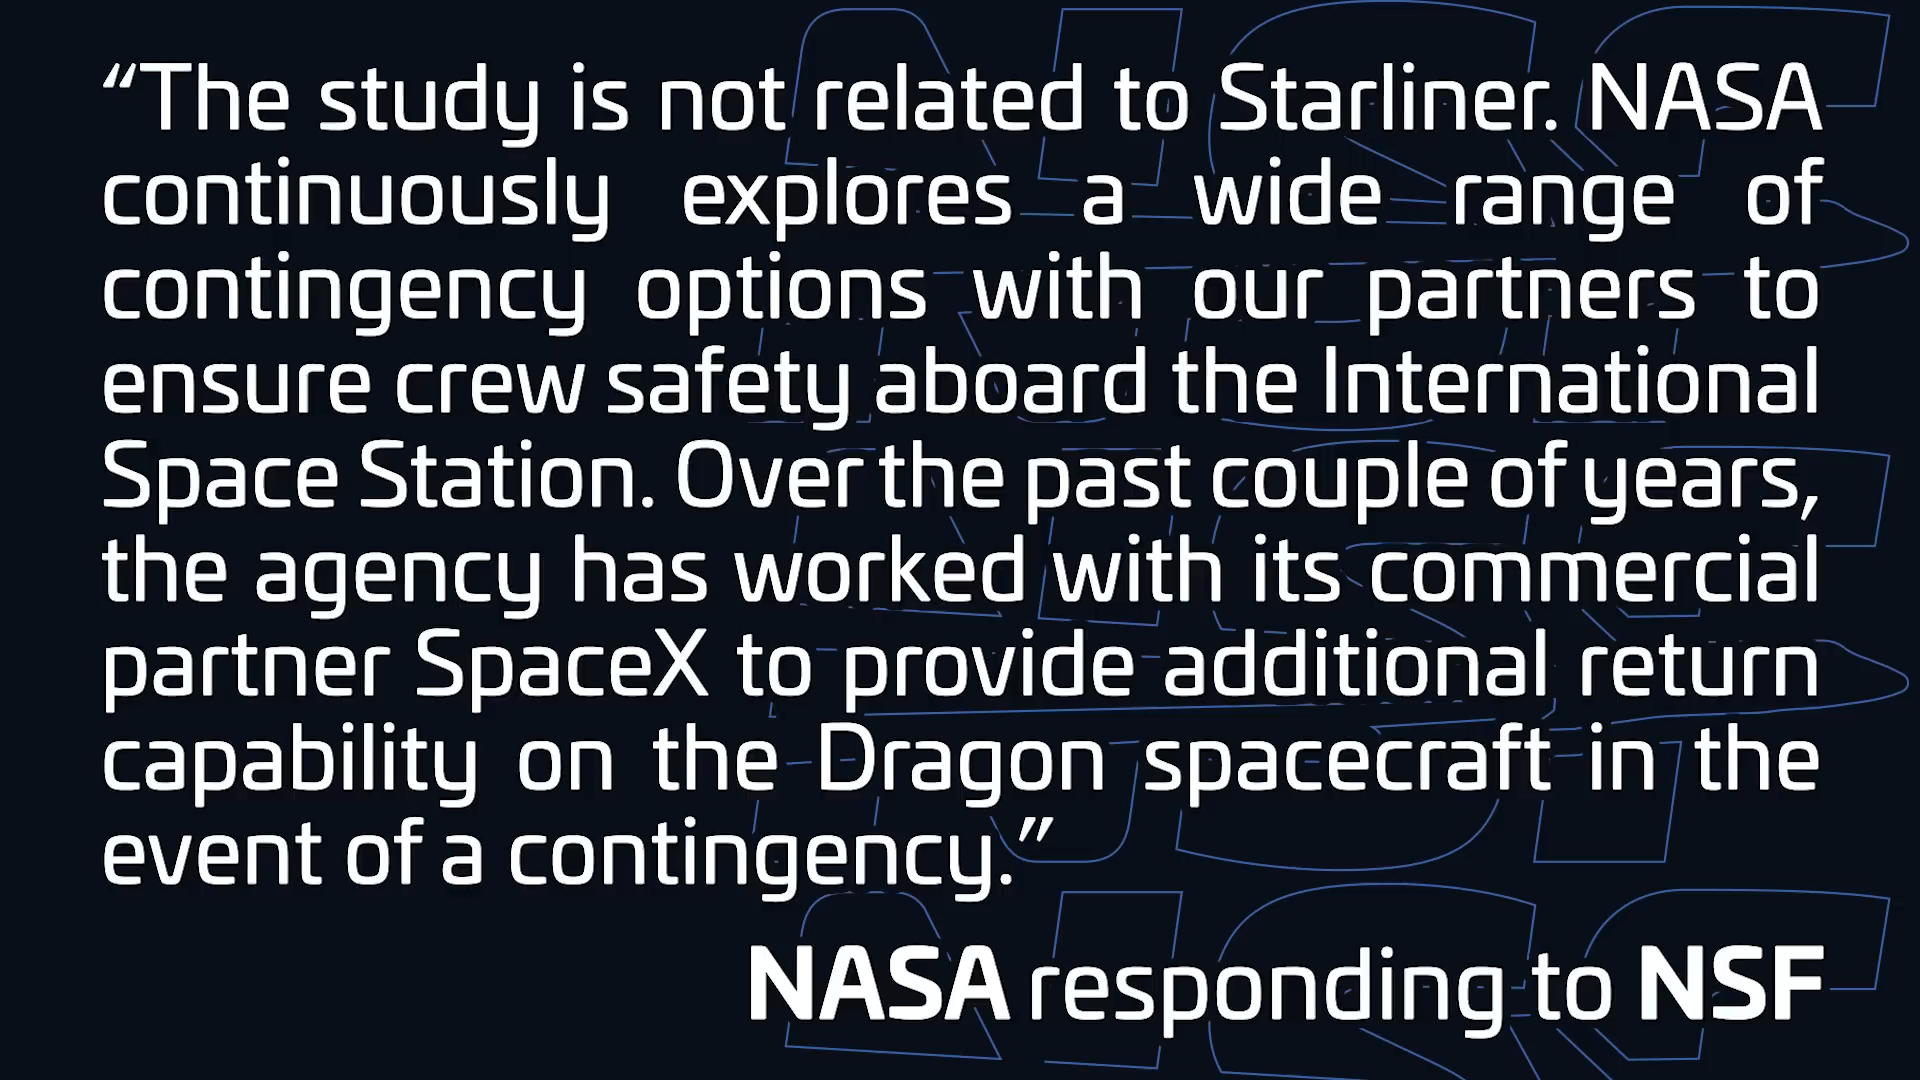 “The study is not related to Starliner. NASA
continuously explores a wide range of
contingency options with our partners to
ensure crew safety aboard the International
Space Station. Over the past couple of years,
the agency has worked with its commercial
partner SpaceX to provide additional return
capability on the Dragon spacecraft in the
event of a contingency.”
NASA responding to NSF